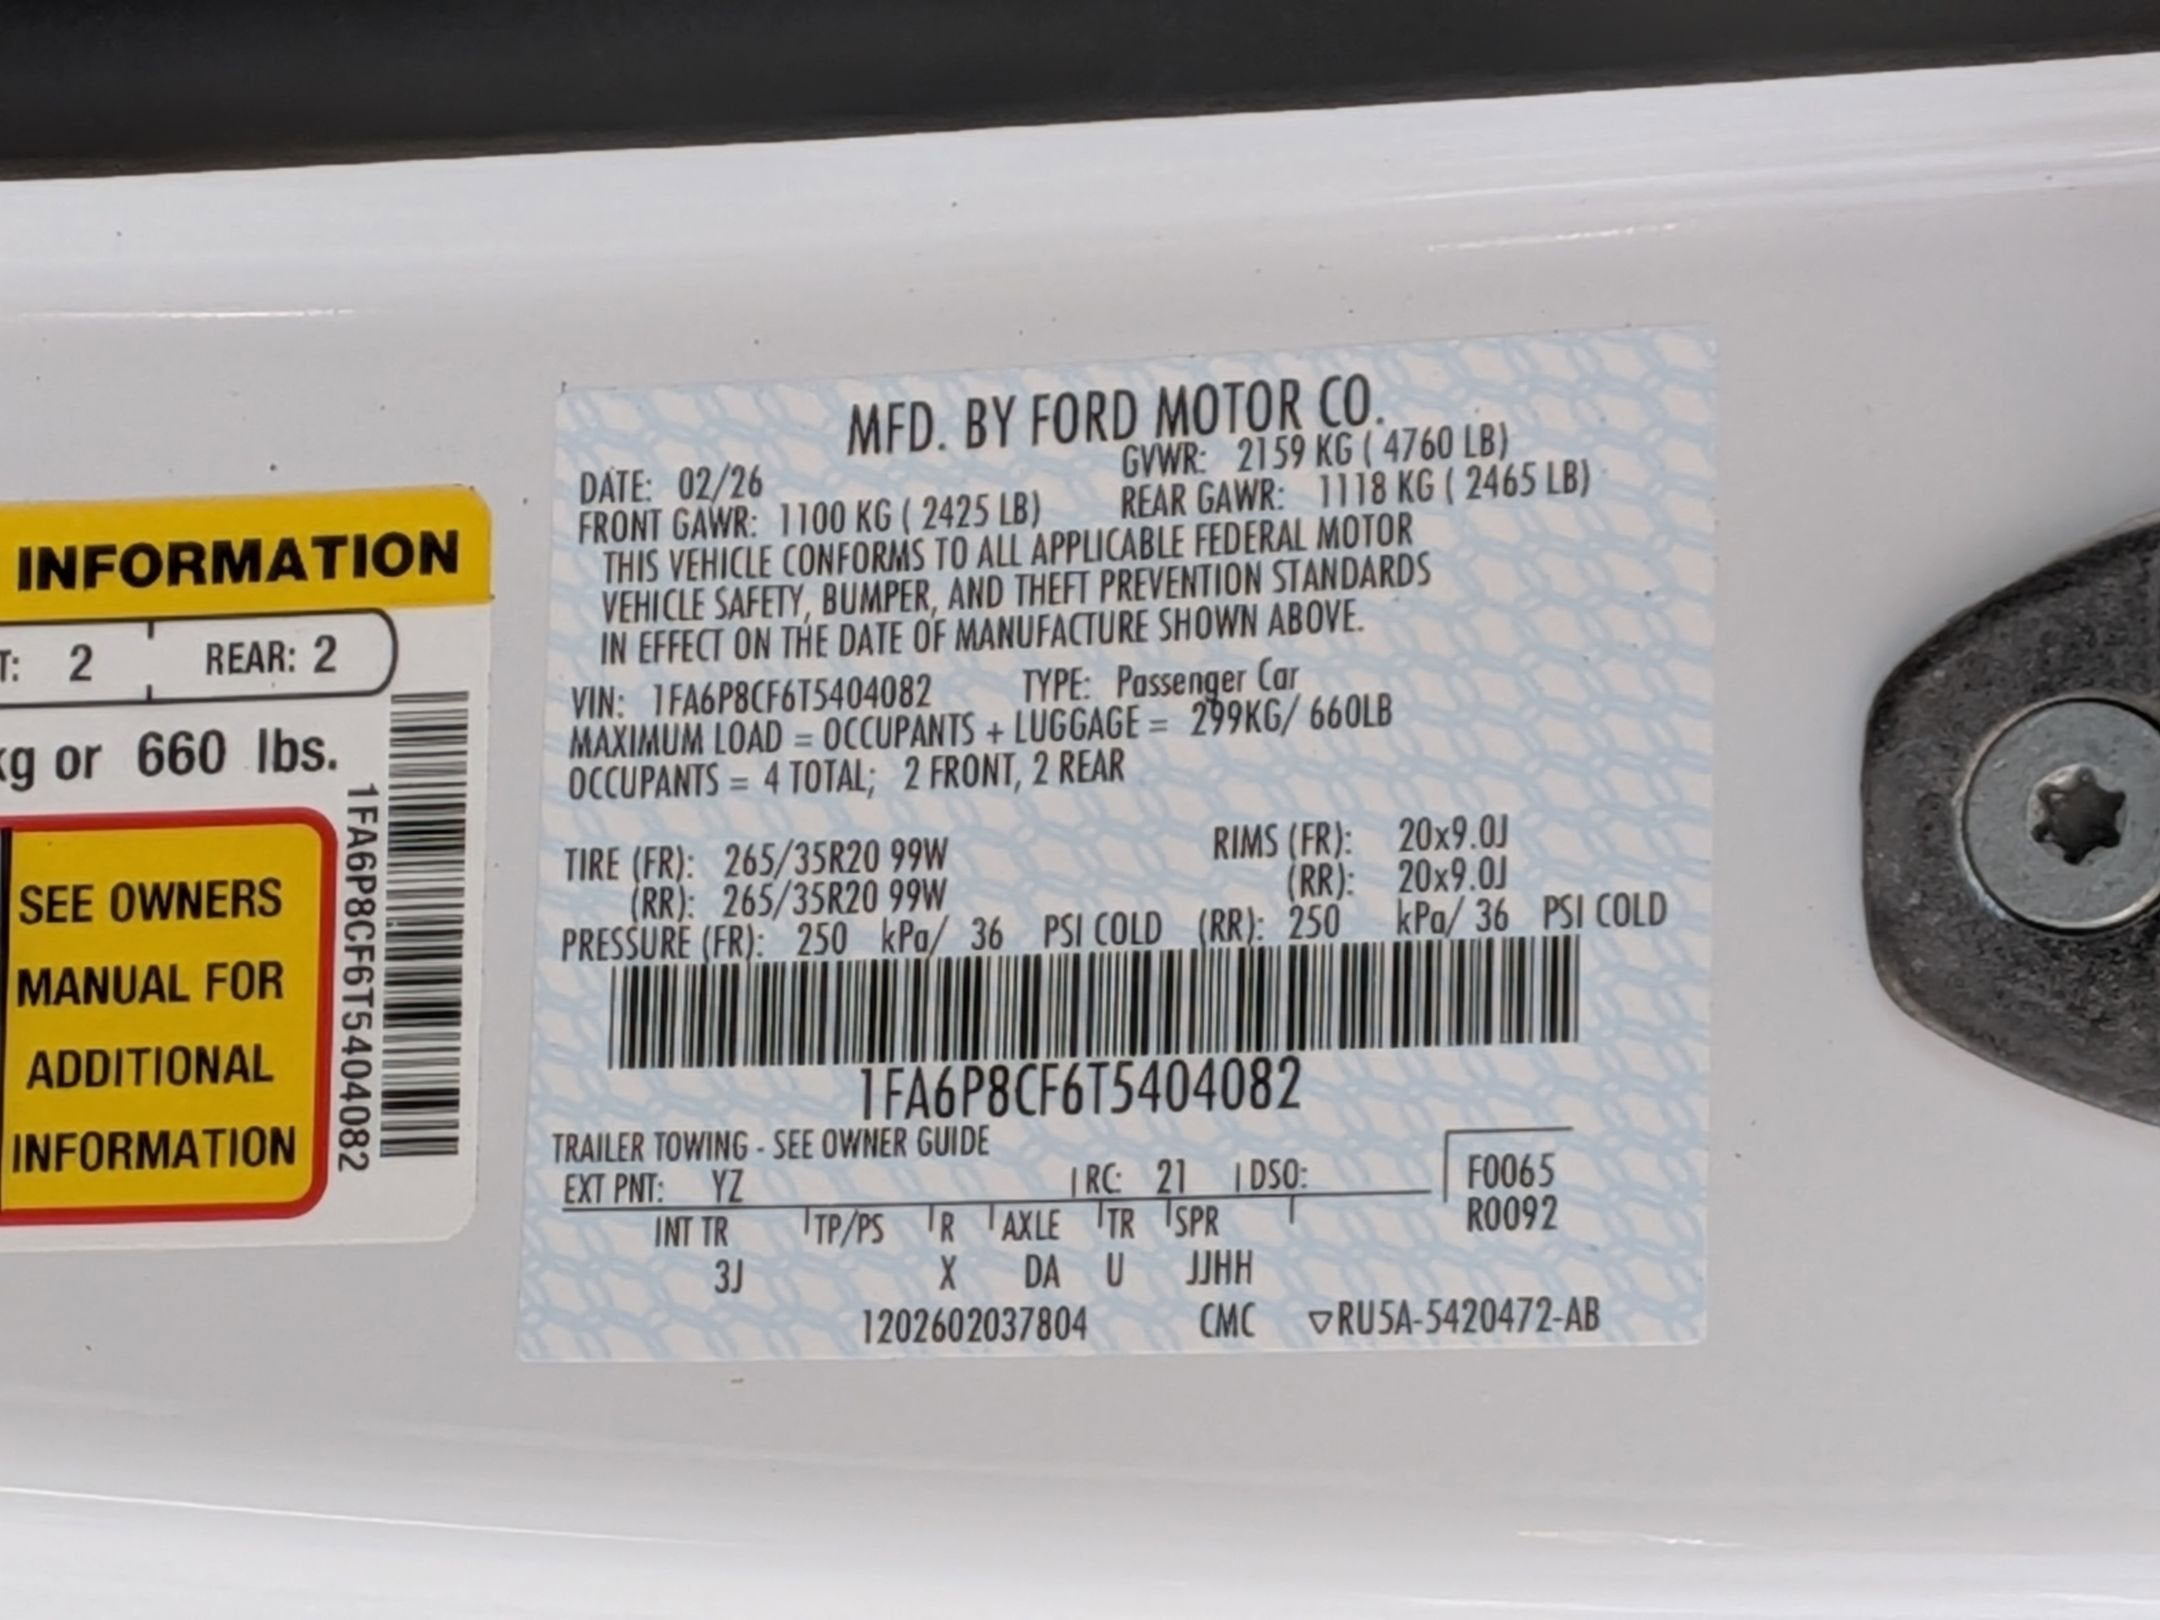 INFORMATION
T: 2 REAR: 2
kg or 660 lbs.
SEE OWNERS
MANUAL FOR
ADDITIONAL
INFORMATION
1FA6P8CF6T5404082
MFD. BY FORD MOTOR CO.
DATE: 02/26 GVWR: 2159 KG ( 4760 LB)
FRONT GAWR: 1100 KG ( 2425 LB) REAR GAWR: 1118 KG ( 2465 LB)
THIS VEHICLE CONFORMS TO ALL APPLICABLE FEDERAL MOTOR
VEHICLE SAFETY, BUMPER, AND THEFT PREVENTION STANDARDS
IN EFFECT ON THE DATE OF MANUFACTURE SHOWN ABOVE.
VIN: 1FA6P8CF6T5404082 TYPE: Passenger Car
MAXIMUM LOAD = OCCUPANTS + LUGGAGE = 299KG/ 660LB
OCCUPANTS = 4 TOTAL; 2 FRONT, 2 REAR
TIRE (FR): 265/35R20 99W RIMS (FR): 20x9.0J
(RR): 265/35R20 99W (RR): 20x9.0J
PRESSURE (FR): 250 kPa/ 36 PSI COLD (RR): 250 kPa/ 36 PSI COLD
1FA6P8CF6T5404082
TRAILER TOWING - SEE OWNER GUIDE
EXT PNT: YZ RC: 21 DSO: F0065
R0092
INT TR TP/PS R AXLE TR SPR
3J X DA U JJHH
1202602037804 CMC ▽RU5A-5420472-AB